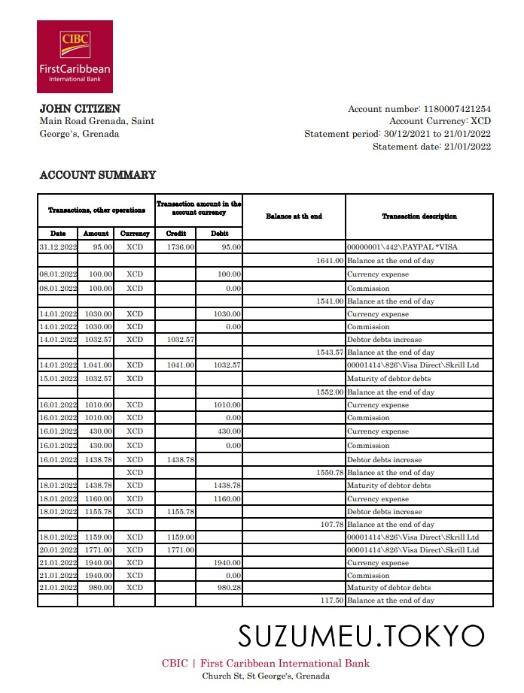 CIBC
FirstCaribbean
International Bank
JOHN CITIZEN
Main Road Grenada, Saint
George's, Grenada
Account number: 1180007421254
Account Currency: XCD
Statement period: 30/12/2021 to 21/01/2022
Statement date: 21/01/2022
ACCOUNT SUMMARY
Transactions, other operations Transaction amount in the account currency Balance at th end Transaction description
Date Amount Currency Credit Debit
31.12.2022 95.00 XCD 1736.00 95.00 00000001\442\PAYPAL *VISA
1641.00 Balance at the end of day
08.01.2022 100.00 XCD 100.00 Currency expense
08.01.2022 100.00 XCD 0.00 Commission
1541.00 Balance at the end of day
14.01.2022 1030.00 XCD 1030.00 Currency expense
14.01.2022 1030.00 XCD 0.00 Commission
14.01.2022 1032.57 XCD 1032.57 Debtor debts increase
1543.57 Balance at the end of day
14.01.2022 1.041.00 XCD 1041.00 1032.57 00001414\826\Visa Direct\Skrill Ltd
15.01.2022 1032.57 XCD Maturity of debtor debts
1552.00 Balance at the end of day
16.01.2022 1010.00 XCD 1010.00 Currency expense
16.01.2022 1010.00 XCD 0.00 Commission
16.01.2022 430.00 XCD 430.00 Currency expense
16.01.2022 430.00 XCD 0.00 Commission
16.01.2022 1438.78 XCD 1438.78 Debtor debts increase
XCD 1550.78 Balance at the end of day
18.01.2022 1438.78 XCD 1438.78 Maturity of debtor debts
18.01.2022 1160.00 XCD 1160.00 Currency expense
18.01.2022 1155.78 XCD 1155.78 Debtor debts increase
107.78 Balance at the end of day
18.01.2022 1159.00 XCD 1159.00 00001414\826\Visa Direct\Skrill Ltd
20.01.2022 1771.00 XCD 1771.00 00001414\826\Visa Direct\Skrill Ltd
21.01.2022 1940.00 XCD 1940.00 Currency expense
21.01.2022 1940.00 XCD 0.00 Commission
21.01.2022 980.00 XCD 980.28 Maturity of debtor debts
117.50 Balance at the end of day
SUZUMEU.TOKYO
CBIC | First Caribbean International Bank
Church St, St George's, Grenada